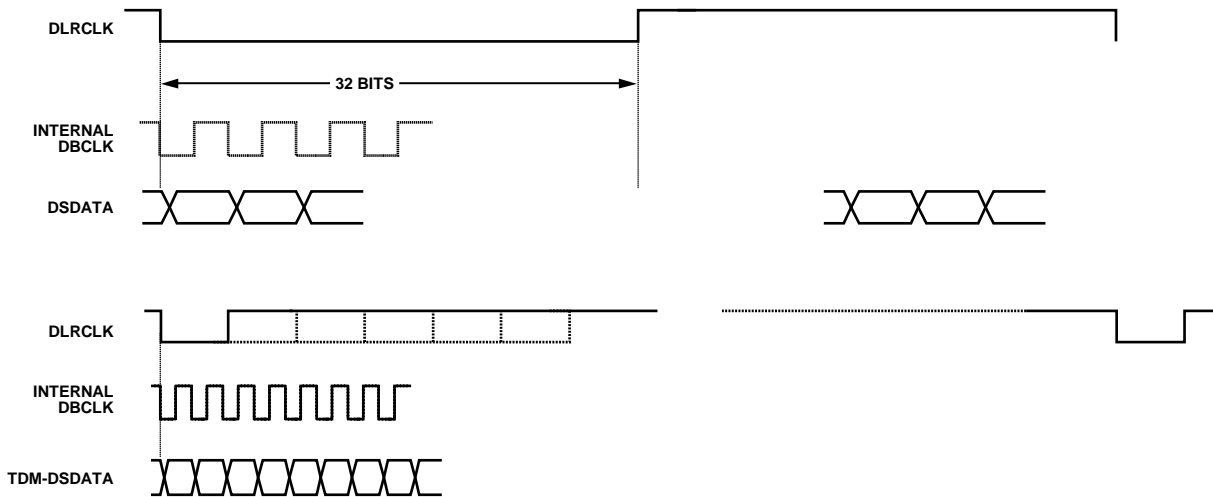 DLRCLK
32 BITS
INTERNAL
DBCLK
DSDATA
DLRCLK
INTERNAL
DBCLK
TDM-DSDATA